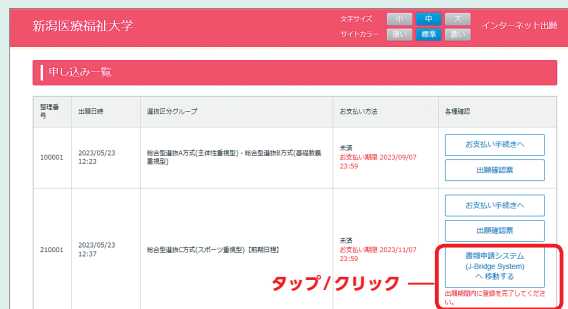 新潟医療福祉大学
文字サイズ 小 中 大
サイトカラー 薄い 標準 濃い
インターネット出願
申し込み一覧
整理番号 出願日時 選抜区分グループ お支払い方法 各種確認
100001 2023/05/23 12:23 総合型選抜A方式(主体性重視型)・総合型選抜B方式(基礎教養重視型) 未済 お支払い期限 2023/09/07 23:59
お支払い手続きへ
出願確認票
210001 2023/05/23 12:37 総合型選抜C方式(スポーツ重視型)【前期日程】 未済 お支払い期限 2023/11/07 23:59
お支払い手続きへ
出願確認票
書類申請システム
(J-Bridge System)
へ 移動する
タップ/クリック
出願期間内に登録を完了してくださ
い。